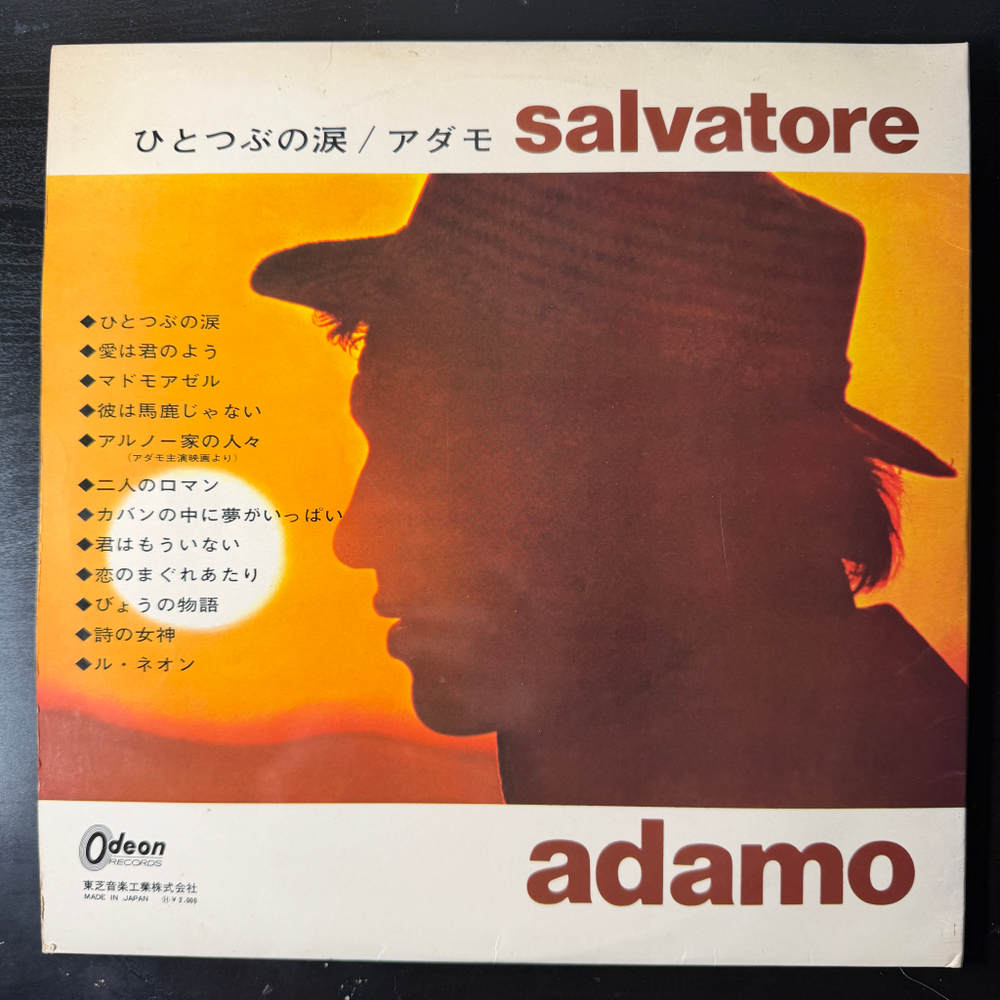 ひとつぶの涙 / アダモ salvatore
◆ひとつぶの涙
◆愛は君のよう
◆マドモアゼル
◆彼は馬鹿じゃない
◆アルノー家の人々
(アダモ主演映画より)
◆二人のロマン
◆カバンの中に夢がいっぱい
◆君はもういない
◆恋のまぐれあたり
◆びょうの物語
◆詩の女神
◆ル・ネオン
Odeon
RECORDS
東芝音楽工業株式会社
MADE IN JAPAN Ⓗ ¥2,000
adamo